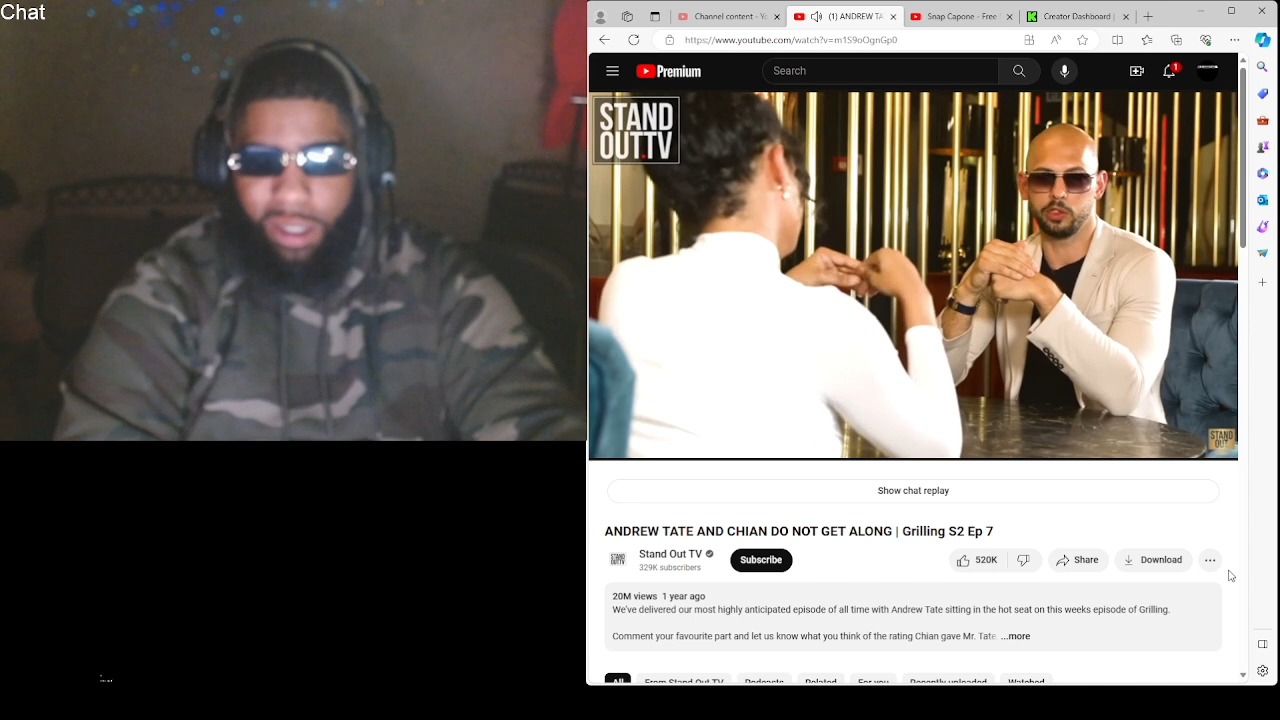 Chat
Channel content - Yo
(1) ANDREW TA
Snap Capone - Free
Creator Dashboard
https://www.youtube.com/watch?v=m1S9oOgnGp0
Premium
Search
1
STAND
OUT.TV
STAND
OUT
Show chat replay
ANDREW TATE AND CHIAN DO NOT GET ALONG | Grilling S2 Ep 7
Stand Out TV
329K subscribers
Subscribe
520K
Share
Download
20M views 1 year ago
We've delivered our most highly anticipated episode of all time with Andrew Tate sitting in the hot seat on this weeks episode of Grilling.
Comment your favourite part and let us know what you think of the rating Chian gave Mr. Tate ...more
All
From Stand Out TV
Podcasts
Related
For you
Recently uploaded
Watched